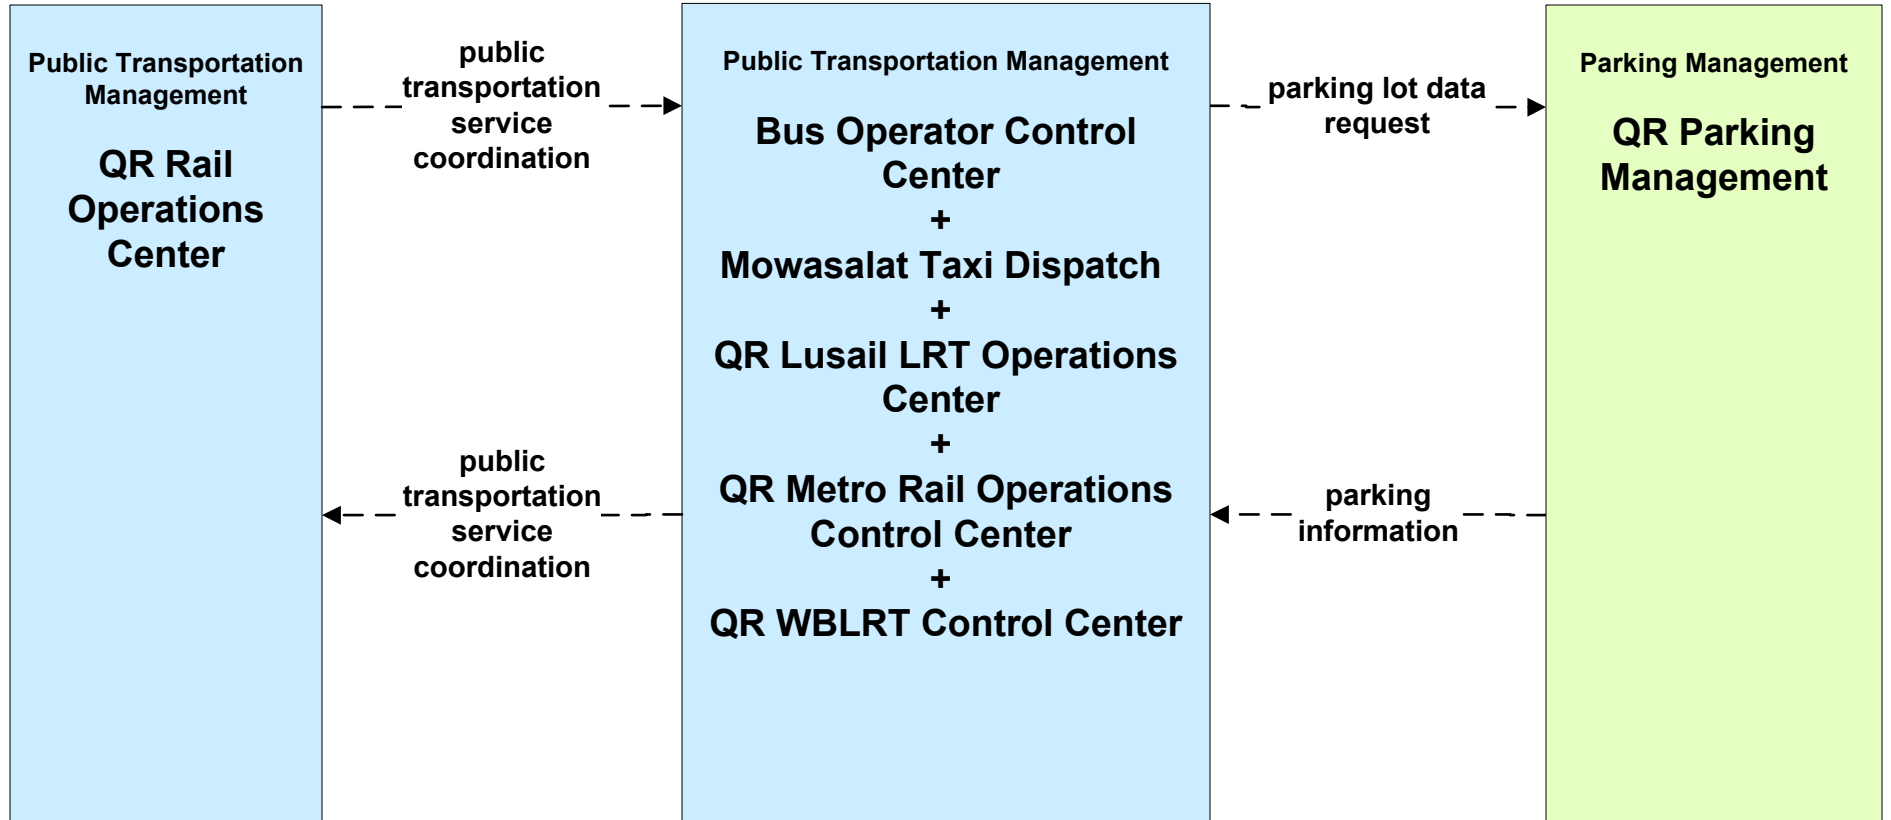 Public Transportation
Management
QR Rail
Operations
Center
public
transportation
service
coordination
public
transportation
service
coordination
Public Transportation Management
Bus Operator Control
Center
+
Mowasalat Taxi Dispatch
+
QR Lusail LRT Operations
Center
+
QR Metro Rail Operations
Control Center
+
QR WBLRT Control Center
parking lot data
request
parking
information
Parking Management
QR Parking
Management